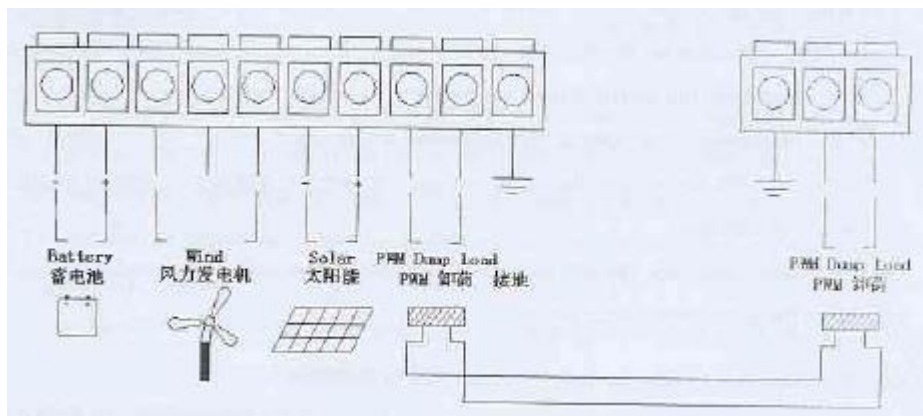 Battery
蓄电池
Wind
风力发电机
Solar
太阳能
PWM Dump Load
PWM 卸荷
接地
PWM Dump Load
PWM 卸荷